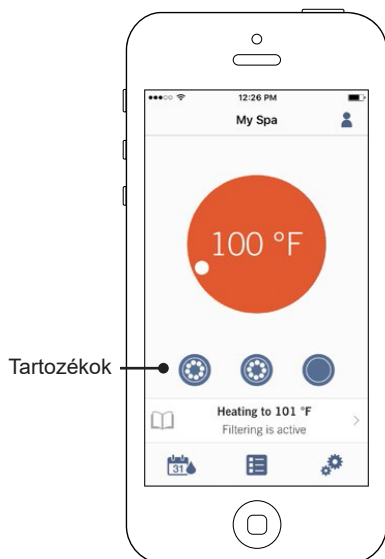 12:26 PM
My Spa
100 °F
Tartozékok
Heating to 101 °F
Filtering is active
31